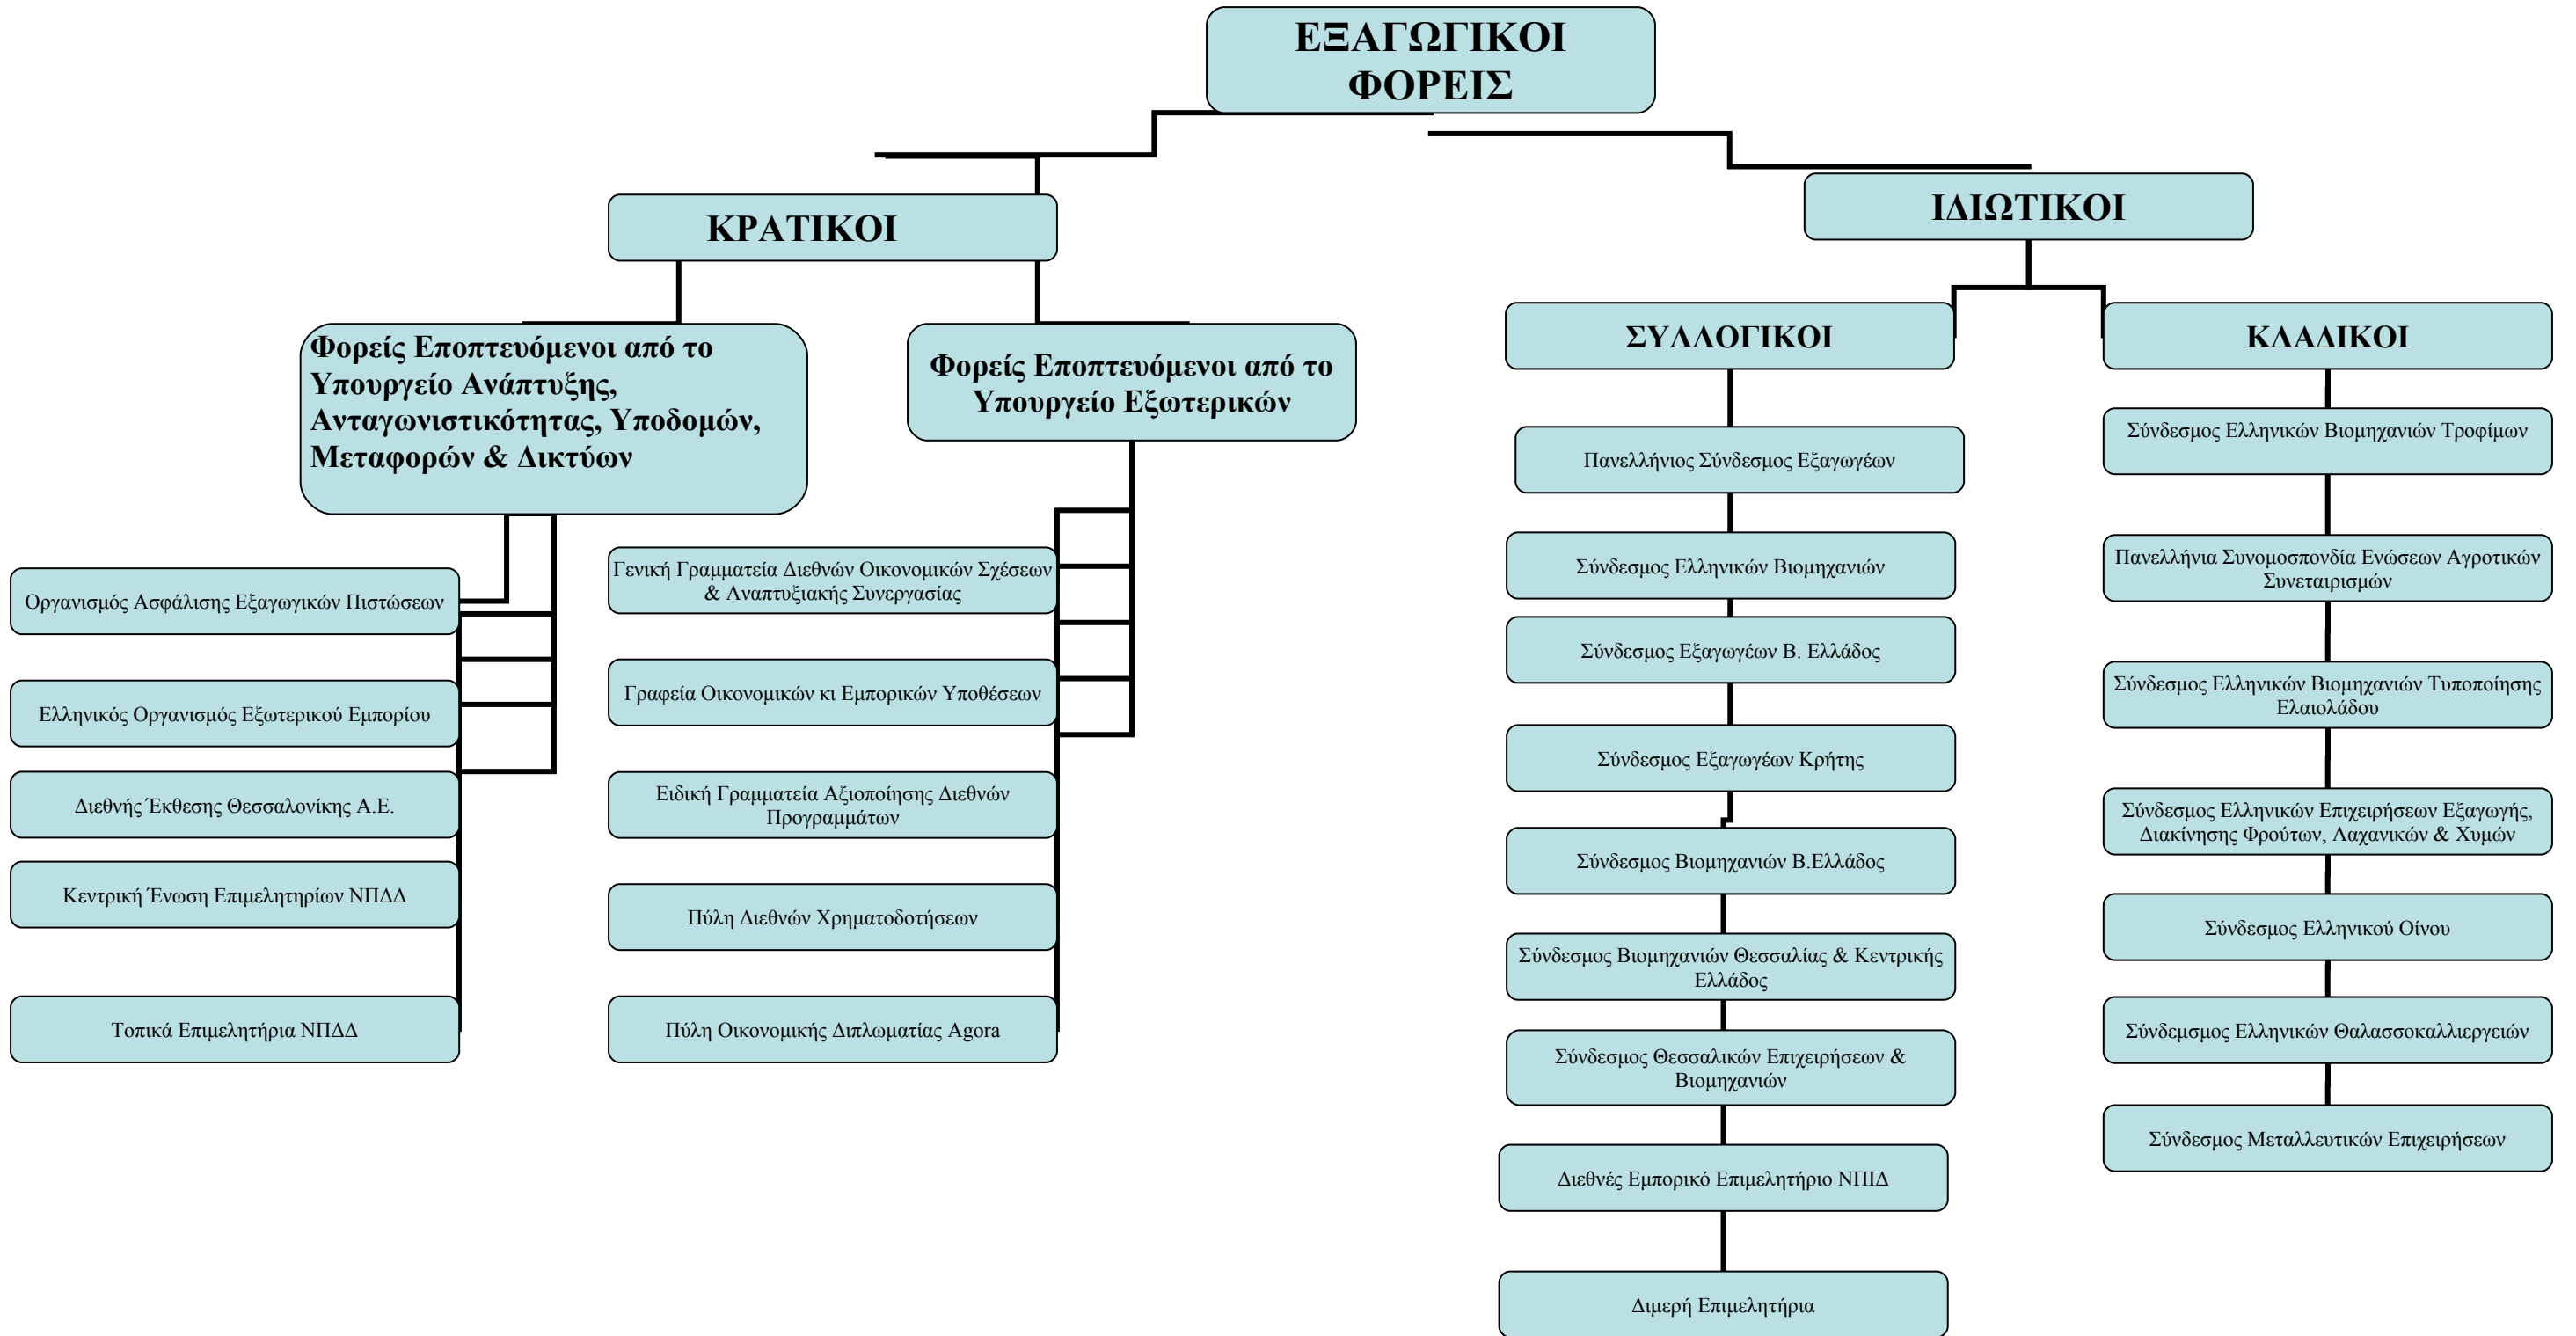 ΕΞΑΓΩΓΙΚΟΙ
ΦΟΡΕΙΣ
ΚΡΑΤΙΚΟΙ
Φορείς Εποπτευόμενοι από το
Υπουργείο Ανάπτυξης,
Ανταγωνιστικότητας, Υποδομών,
Μεταφορών & Δικτύων
Οργανισμός Ασφάλισης Εξαγωγικών Πιστώσεων
Ελληνικός Οργανισμός Εξωτερικού Εμπορίου
Διεθνής Έκθεσης Θεσσαλονίκης Α.Ε.
Κεντρική Ένωση Επιμελητηρίων ΝΠΔΔ
Τοπικά Επιμελητήρια ΝΠΔΔ
Φορείς Εποπτευόμενοι από το
Υπουργείο Εξωτερικών
Γενική Γραμματεία Διεθνών Οικονομικών Σχέσεων
& Αναπτυξιακής Συνεργασίας
Γραφεία Οικονομικών κι Εμπορικών Υποθέσεων
Ειδική Γραμματεία Αξιοποίησης Διεθνών
Προγραμμάτων
Πύλη Διεθνών Χρηματοδοτήσεων
Πύλη Οικονομικής Διπλωματίας Agora
ΙΔΙΩΤΙΚΟΙ
ΣΥΛΛΟΓΙΚΟΙ
Πανελλήνιος Σύνδεσμος Εξαγωγέων
Σύνδεσμος Ελληνικών Βιομηχανιών
Σύνδεσμος Εξαγωγέων Β. Ελλάδος
Σύνδεσμος Εξαγωγέων Κρήτης
Σύνδεσμος Βιομηχανιών Β.Ελλάδος
Σύνδεσμος Βιομηχανιών Θεσσαλίας & Κεντρικής
Ελλάδος
Σύνδεσμος Θεσσαλικών Επιχειρήσεων &
Βιομηχανιών
Διεθνές Εμπορικό Επιμελητήριο ΝΠΙΔ
Διμερή Επιμελητήρια
ΚΛΑΔΙΚΟΙ
Σύνδεσμος Ελληνικών Βιομηχανιών Τροφίμων
Πανελλήνια Συνομοσπονδία Ενώσεων Αγροτικών
Συνεταιρισμών
Σύνδεσμος Ελληνικών Βιομηχανιών Τυποποίησης
Ελαιολάδου
Σύνδεσμος Ελληνικών Επιχειρήσεων Εξαγωγής,
Διακίνησης Φρούτων, Λαχανικών & Χυμών
Σύνδεσμος Ελληνικού Οίνου
Σύνδεμσμος Ελληνικών Θαλασσοκαλλιεργειών
Σύνδεσμος Μεταλλευτικών Επιχειρήσεων